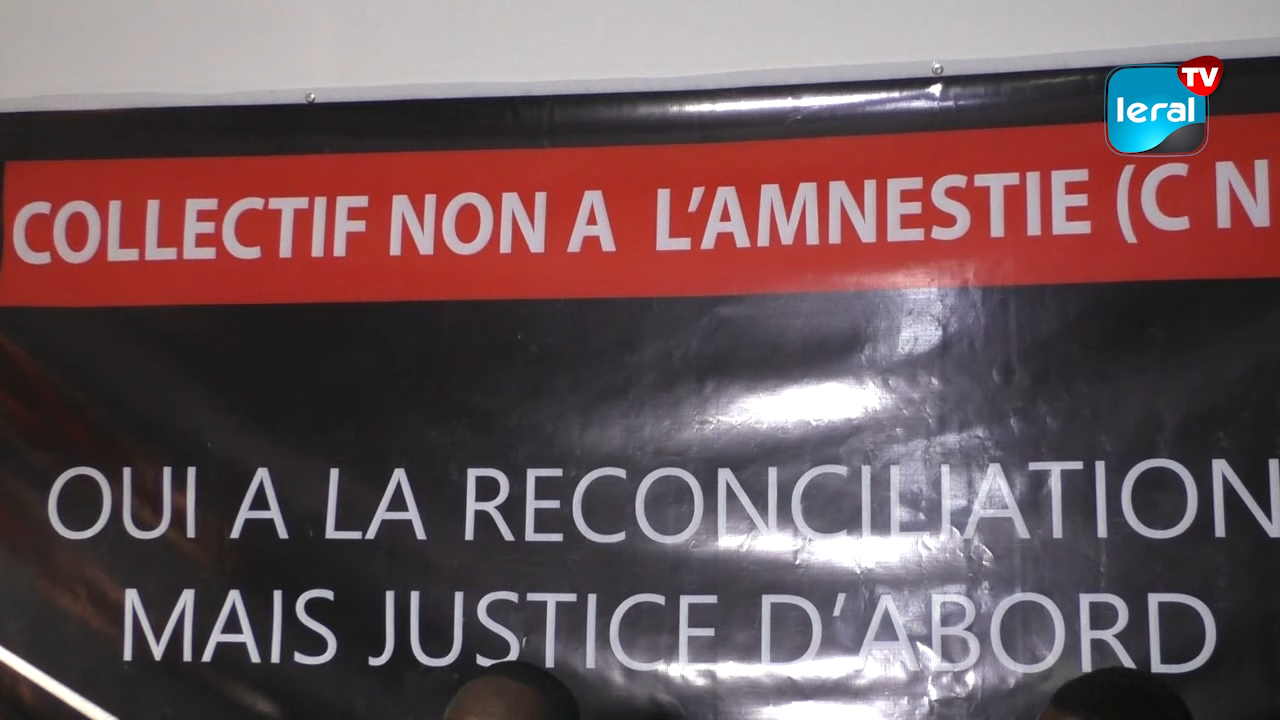 TV
leral
COLLECTIF NON A L’AMNESTIE (C N
OUI A LA RECONCILIATION
MAIS JUSTICE D’ABORD